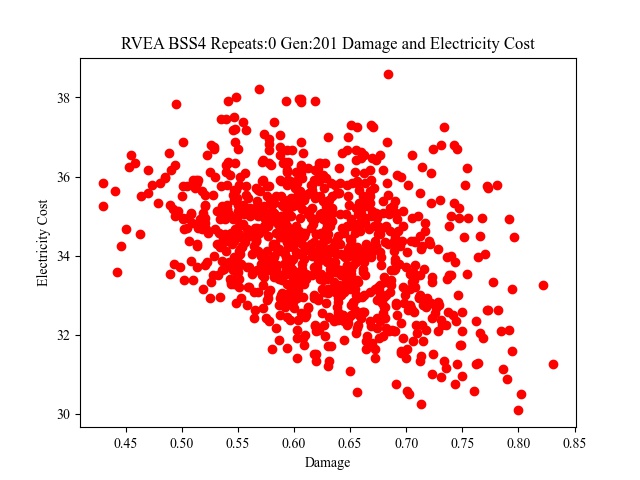 RVEA BSS4 Repeats:0 Gen:201 Damage and Electricity Cost
38
36
34
32
30
Electricity Cost
0.45 0.50 0.55 0.60 0.65 0.70 0.75 0.80 0.85
Damage